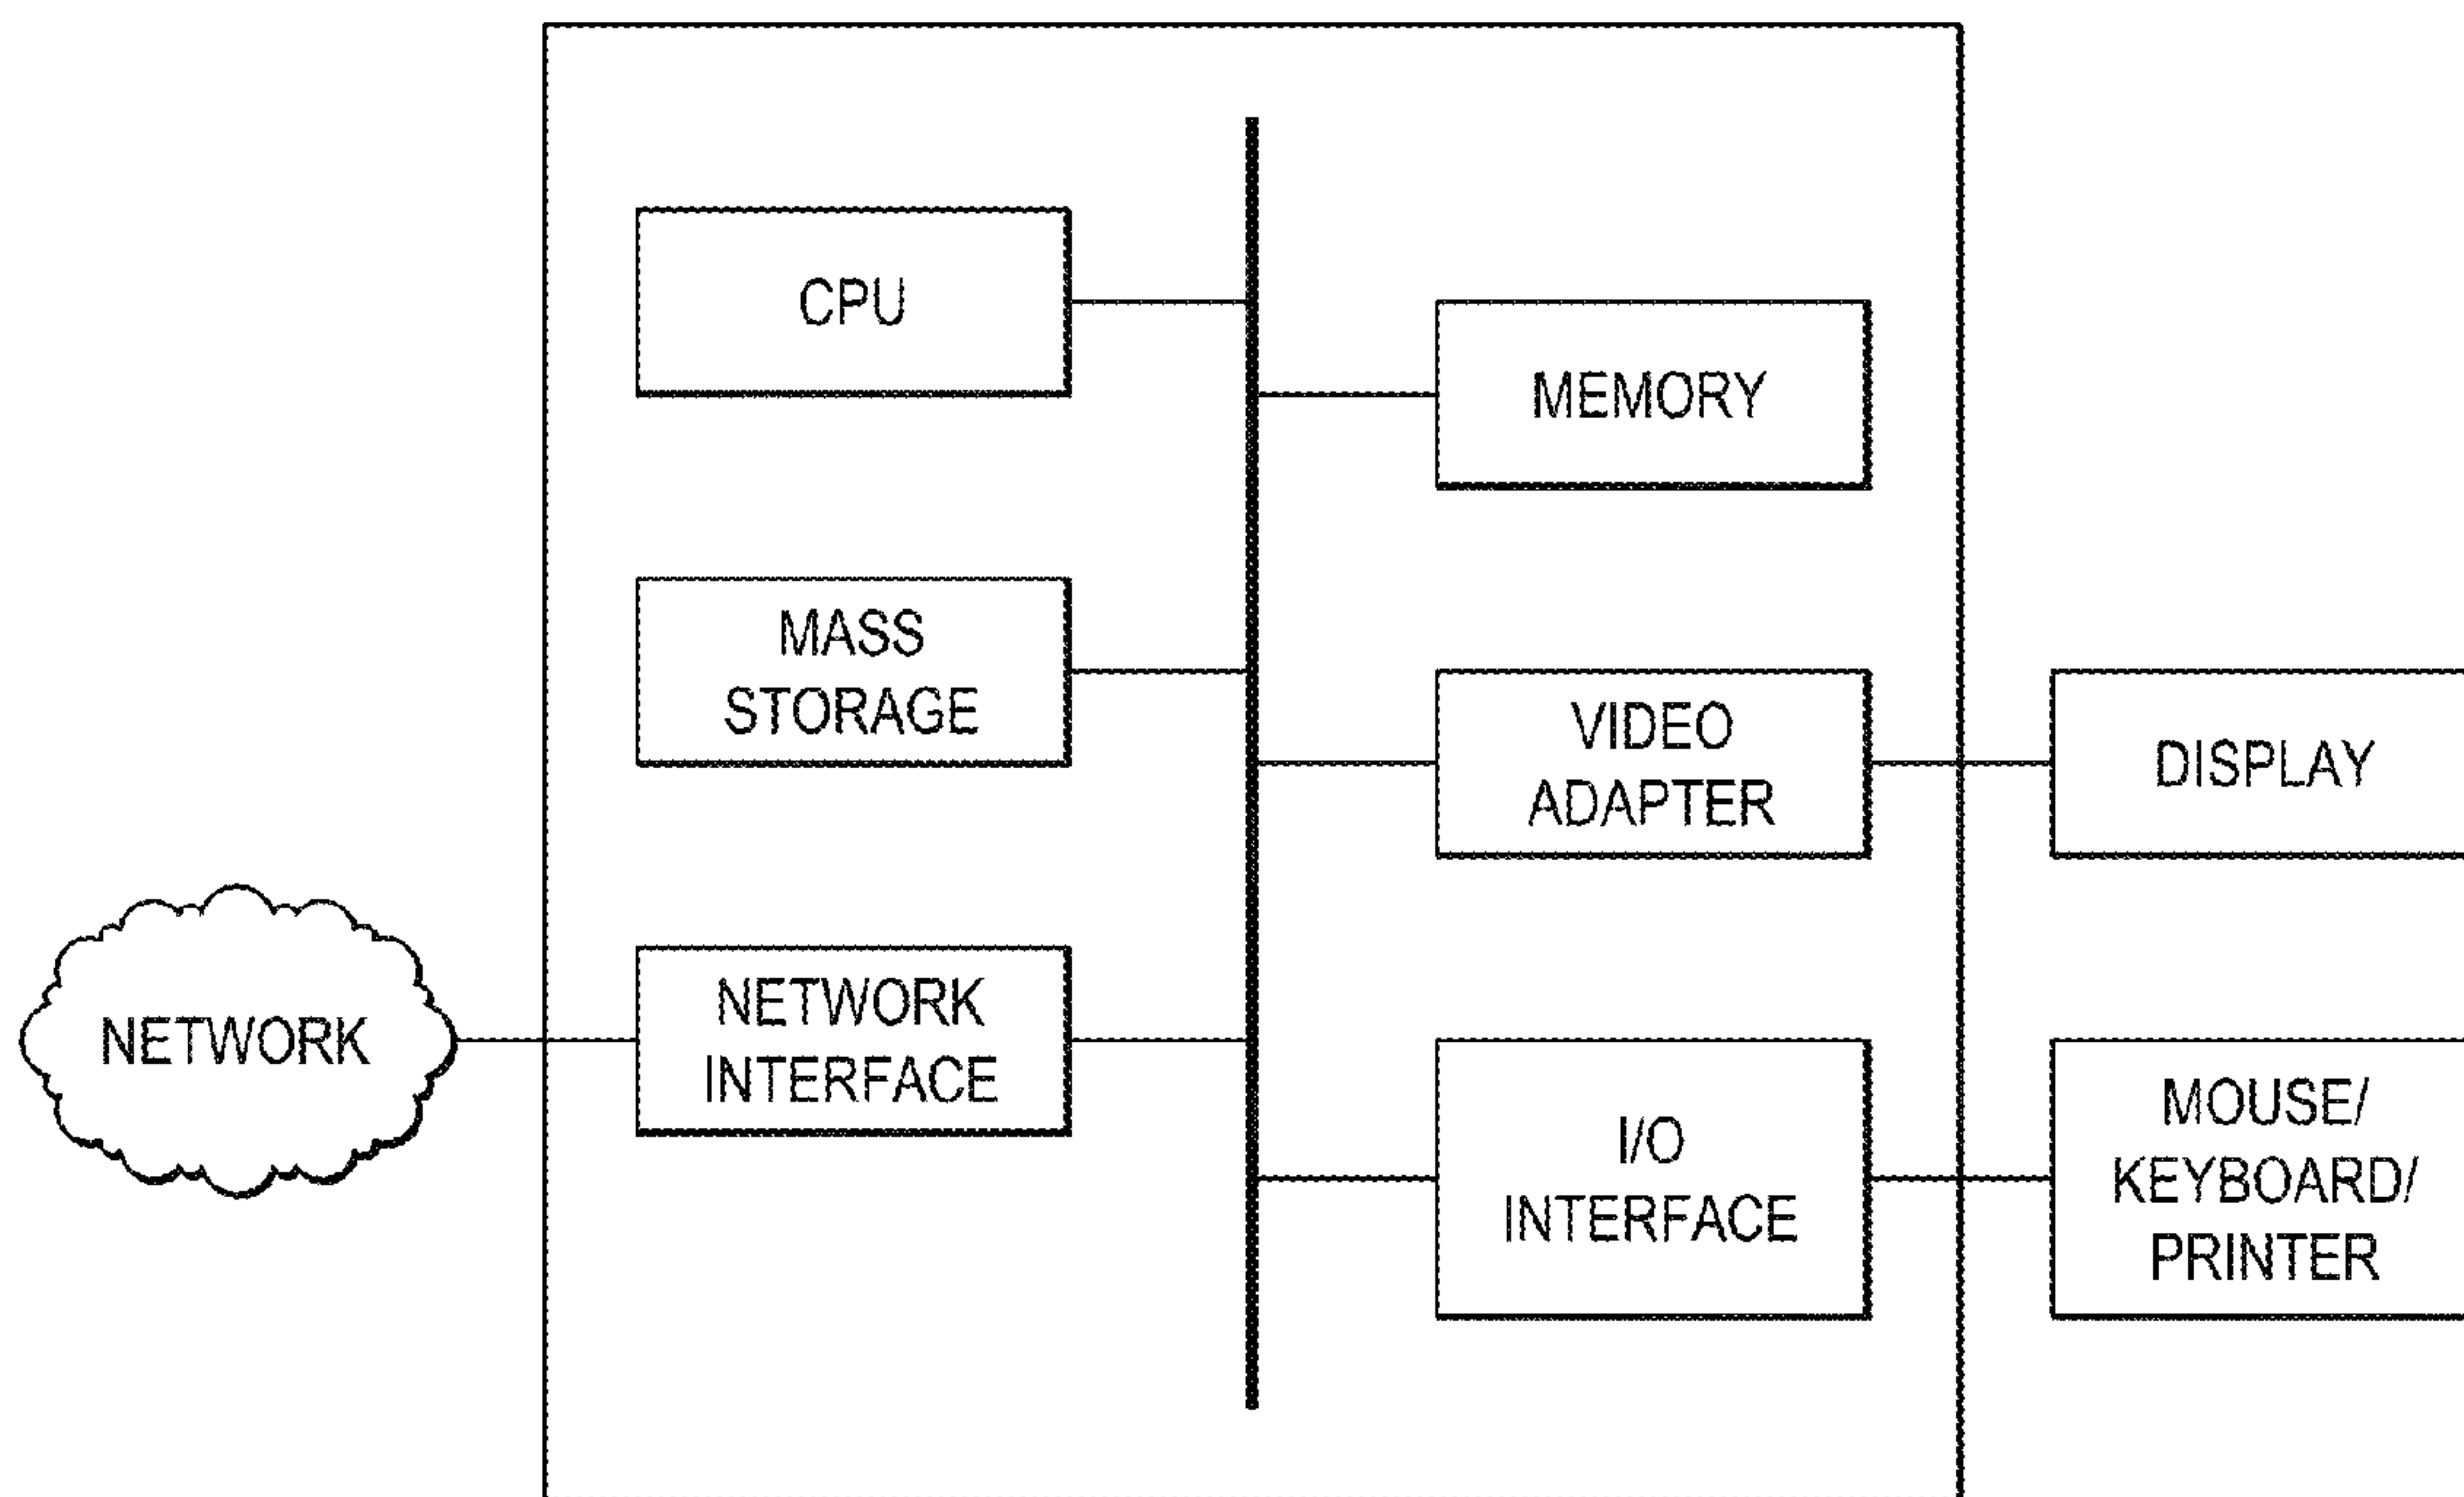 CPU
MEMORY
MASS
STORAGE
VIDEO
ADAPTER
DISPLAY
NETWORK
NETWORK
INTERFACE
I/O
INTERFACE
MOUSE/
KEYBOARD/
PRINTER